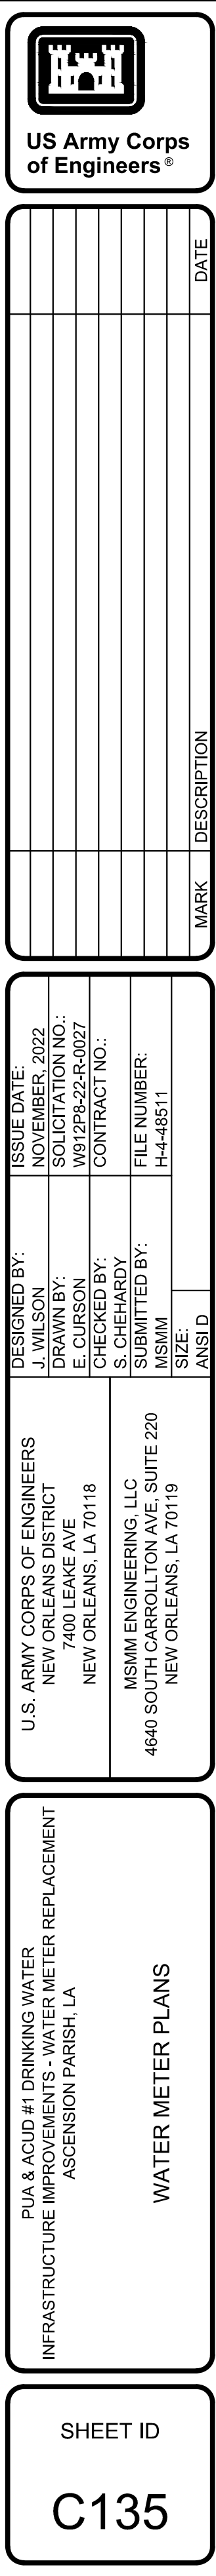 US Army Corps
of Engineers ®
DATE
DESCRIPTION
MARK
ISSUE DATE:
NOVEMBER, 2022
SOLICITATION NO.:
W912P8-22-R-0027
CONTRACT NO.:
FILE NUMBER:
H-4-48511
DESIGNED BY:
J. WILSON
DRAWN BY:
E. CURSON
CHECKED BY:
S. CHEHARDY
SUBMITTED BY:
MSMM
SIZE:
ANSI D
U.S. ARMY CORPS OF ENGINEERS
NEW ORLEANS DISTRICT
7400 LEAKE AVE
NEW ORLEANS, LA 70118
MSMM ENGINEERING, LLC
4640 SOUTH CARROLLTON AVE, SUITE 220
NEW ORLEANS, LA 70119
PUA & ACUD #1 DRINKING WATER
INFRASTRUCTURE IMPROVEMENTS - WATER METER REPLACEMENT
ASCENSION PARISH, LA
WATER METER PLANS
SHEET ID
C135